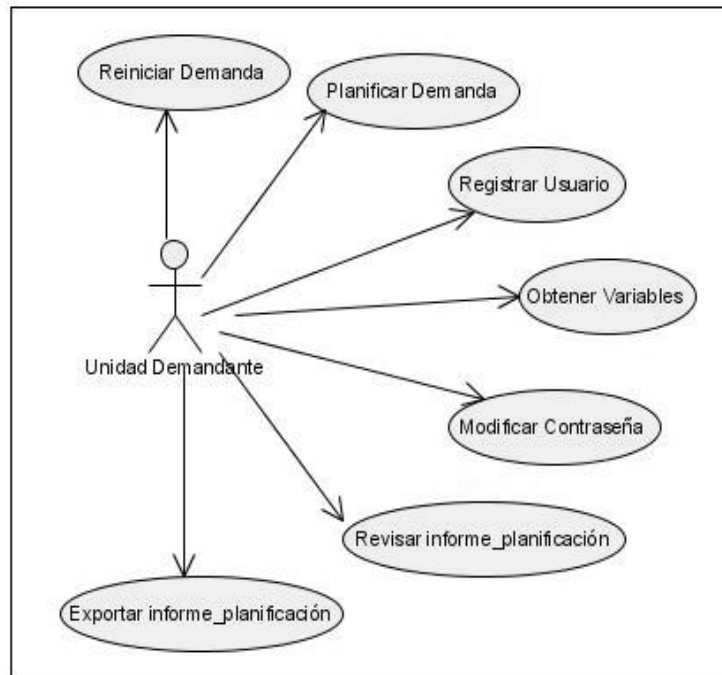 Reiniciar Demanda
Planificar Demanda
Registrar Usuario
Obtener Variables
Unidad Demandante
Modificar Contraseña
Revisar informe_planificación
Exportar informe_planificación